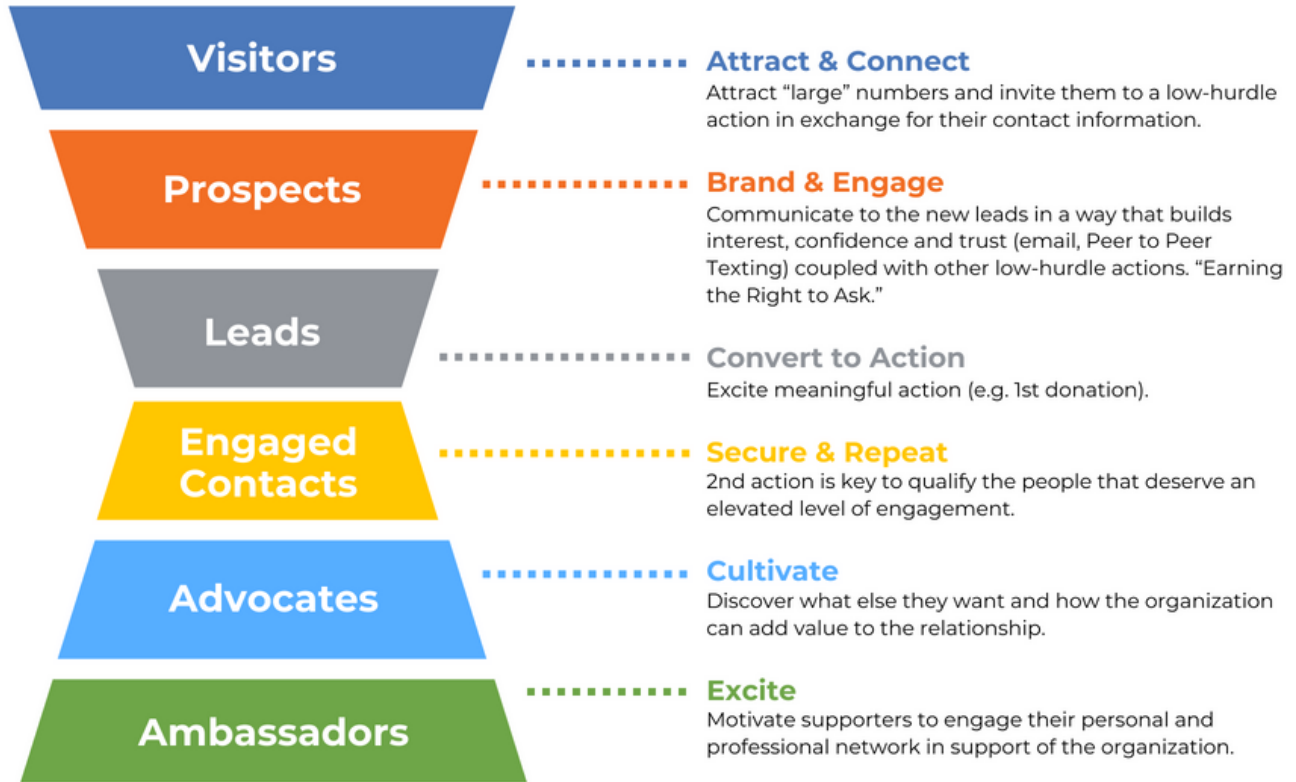 Visitors
Attract & Connect
Attract “large” numbers and invite them to a low-hurdle
action in exchange for their contact information.
Prospects
Brand & Engage
Communicate to the new leads in a way that builds
interest, confidence and trust (email, Peer to Peer
Texting) coupled with other low-hurdle actions. “Earning
the Right to Ask.”
Leads
Convert to Action
Excite meaningful action (e.g. 1st donation).
Engaged
Contacts
Secure & Repeat
2nd action is key to qualify the people that deserve an
elevated level of engagement.
Advocates
Cultivate
Discover what else they want and how the organization
can add value to the relationship.
Ambassadors
Excite
Motivate supporters to engage their personal and
professional network in support of the organization.